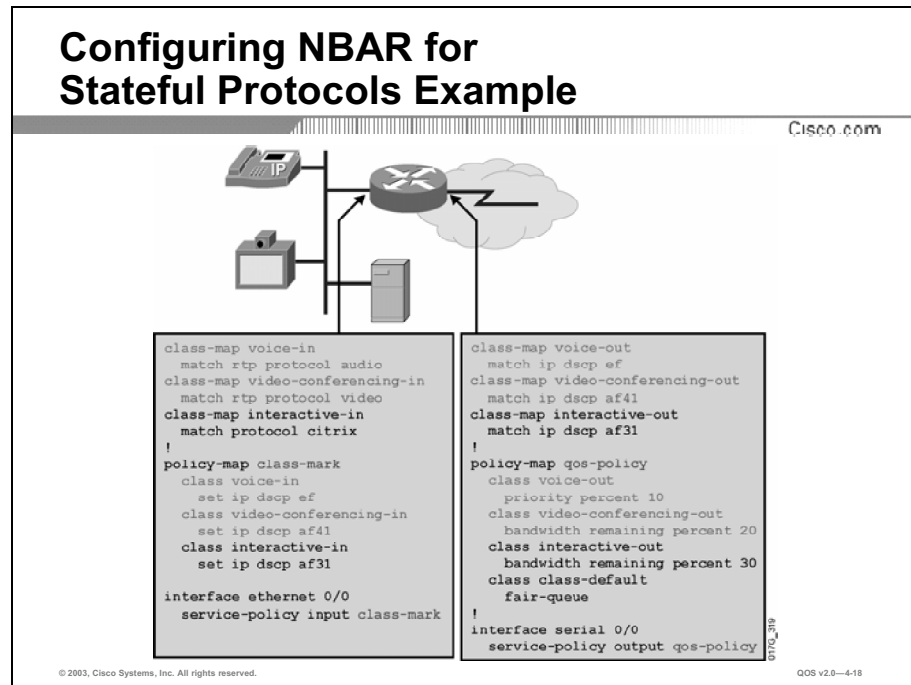 Configuring NBAR for
Stateful Protocols Example
Cisco.com
IP
class-map voice-in
match rtp protocol audio
class-map video-conferencing-in
match rtp protocol video
class-map interactive-in
match protocol citrix
!
policy-map class-mark
class voice-in
set ip dscp ef
class video-conferencing-in
set ip dscp af41
class interactive-in
set ip dscp af31
interface ethernet 0/0
service-policy input class-mark
class-map voice-out
match ip dscp ef
class-map video-conferencing-out
match ip dscp af41
class-map interactive-out
match ip dscp af31
!
policy-map qos-policy
class voice-out
priority percent 10
class video-conferencing-out
bandwidth remaining percent 20
class interactive-out
bandwidth remaining percent 30
class class-default
fair-queue
!
interface serial 0/0
service-policy output qos-policy
017G_319
© 2003, Cisco Systems, Inc. All rights reserved.
QOS v2.0—4-18